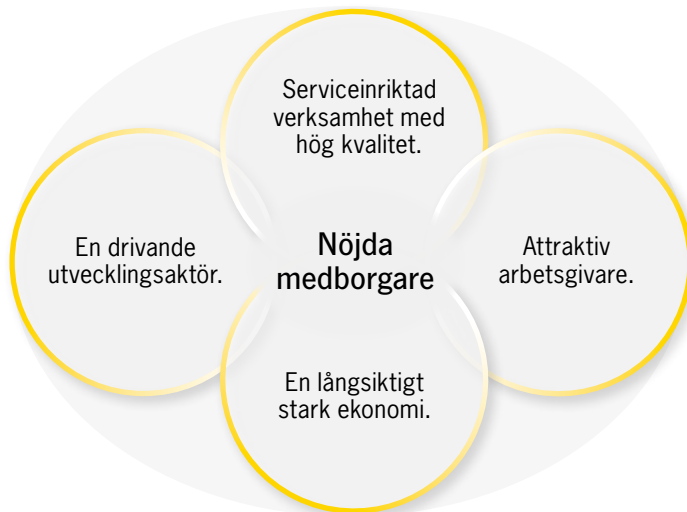 Serviceinriktad
verksamhet med
hög kvalitet.
En drivande
utvecklingsaktör.
Nöjda
medborgare
Attraktiv
arbetsgivare.
En långsiktigt
stark ekonomi.